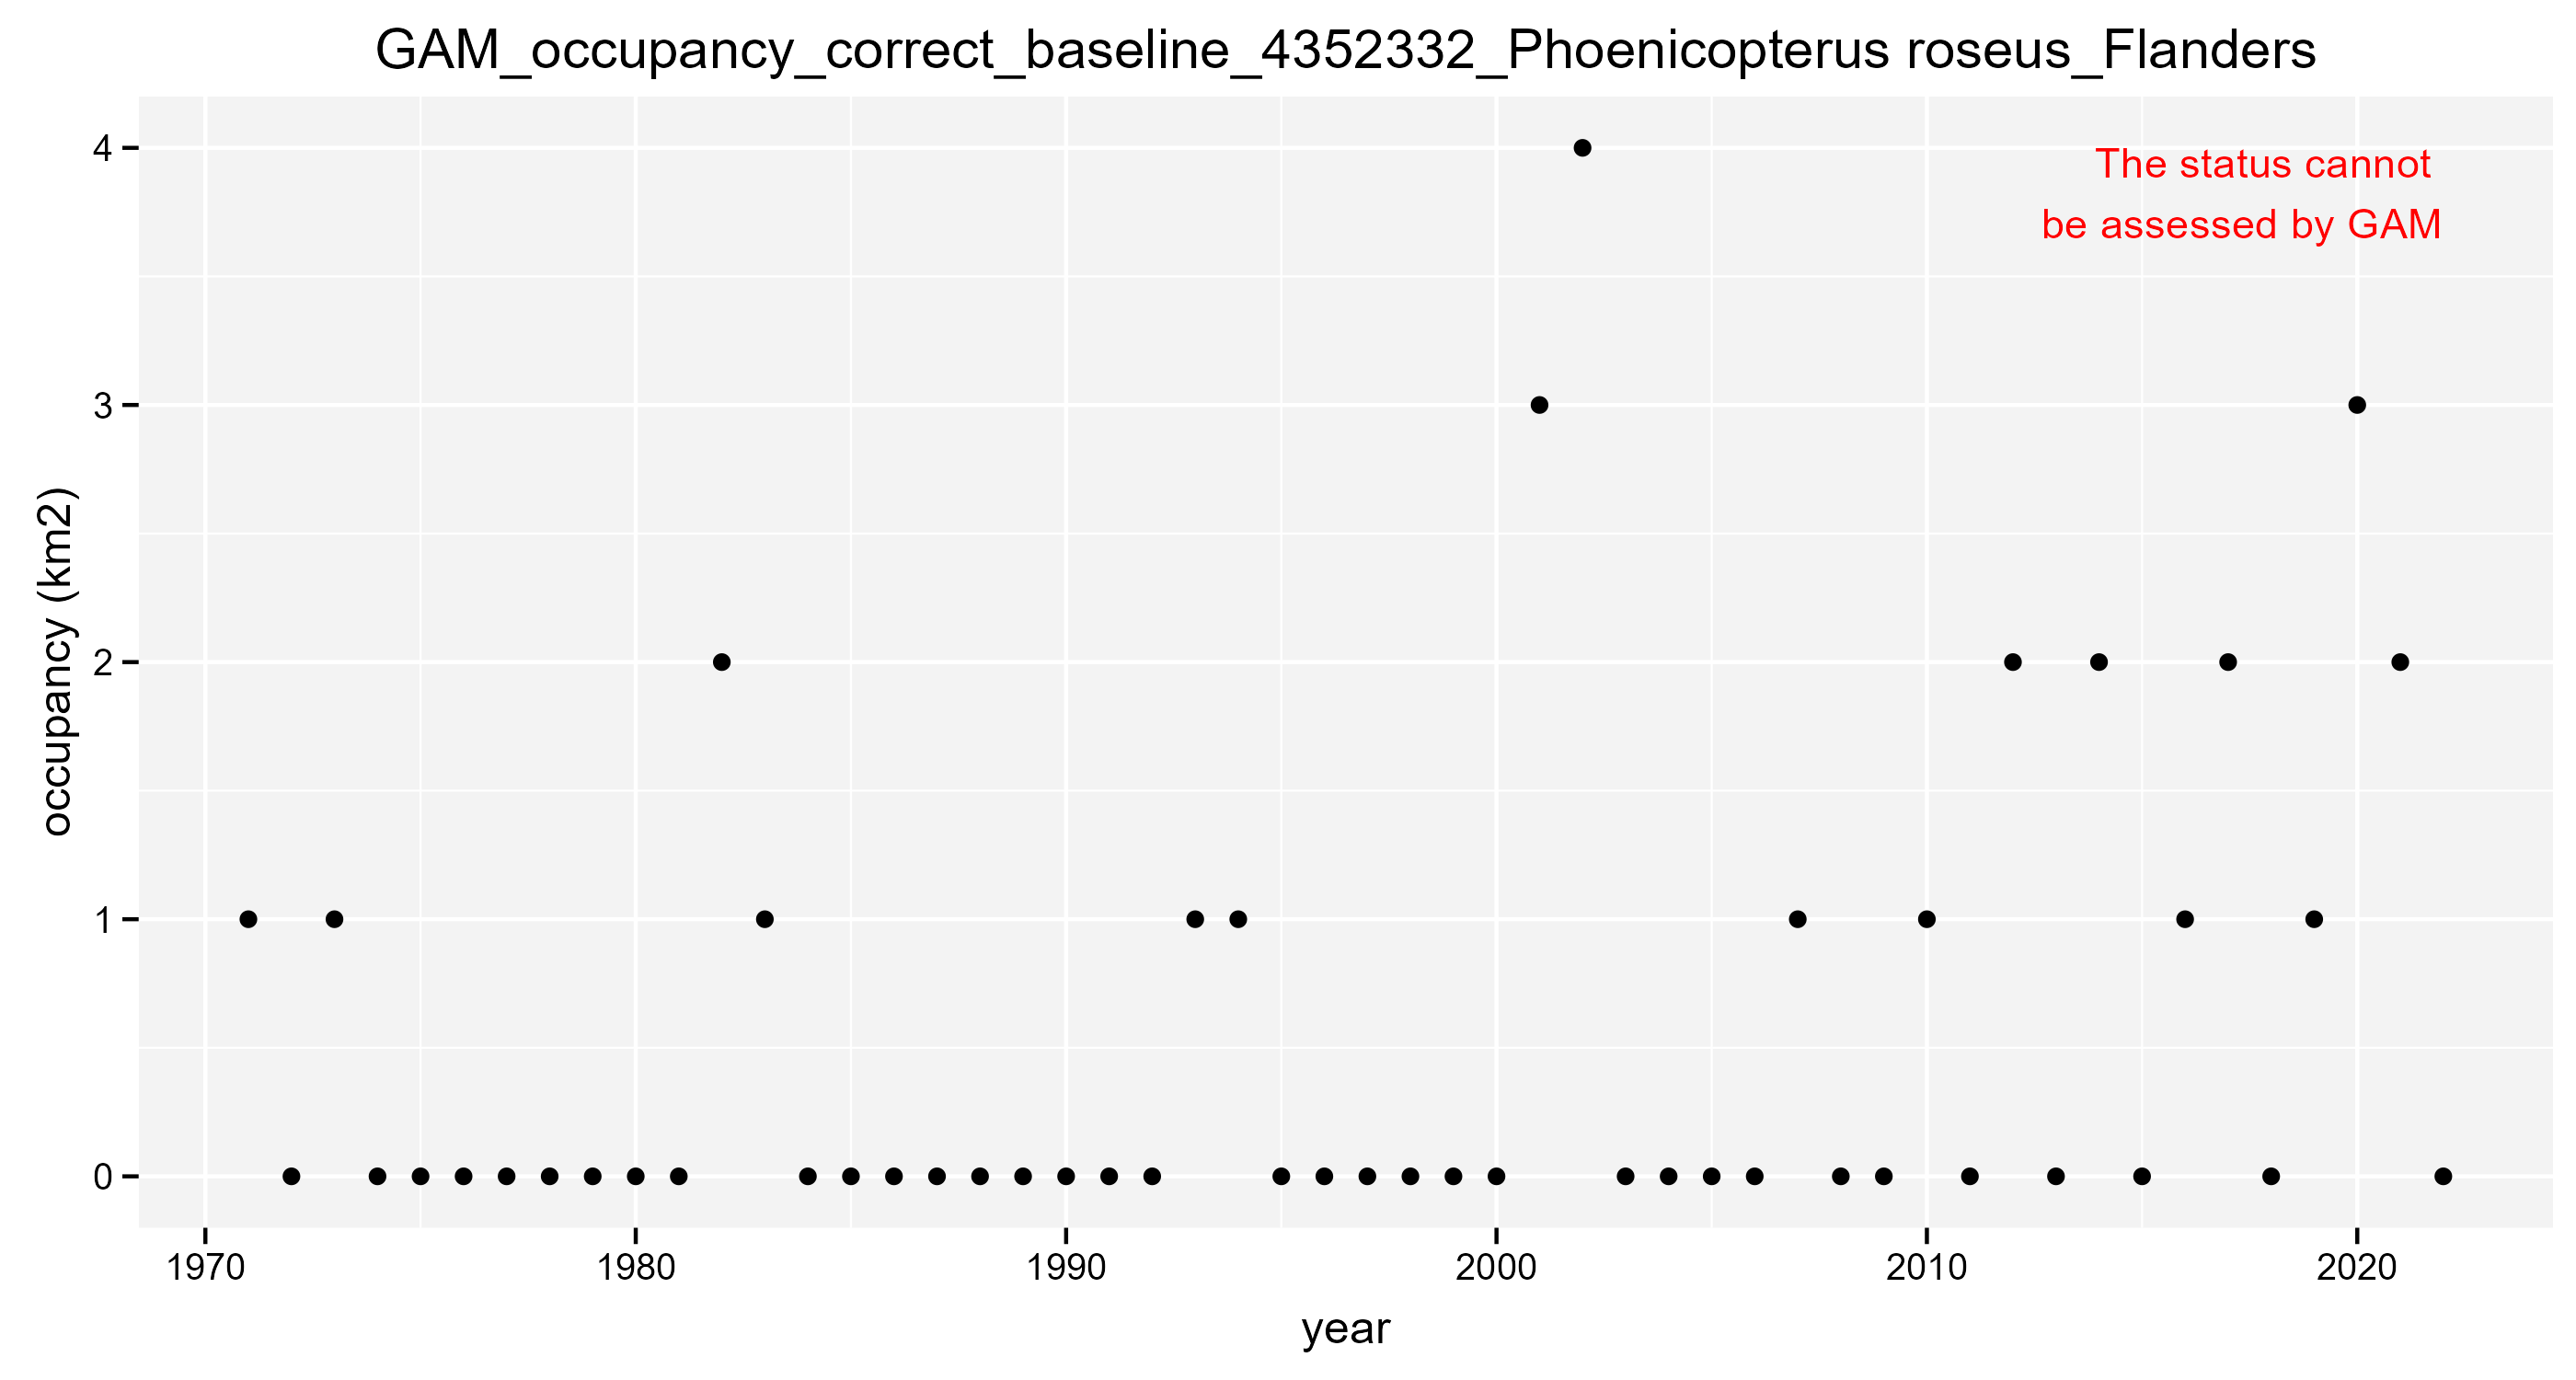 GAM_occupancy_correct_baseline_4352332_Phoenicopterus roseus_Flanders
The status cannot
be assessed by GAM
occupancy (km2)
4
3
2
1
0
1970 1980 1990 2000 2010 2020
year